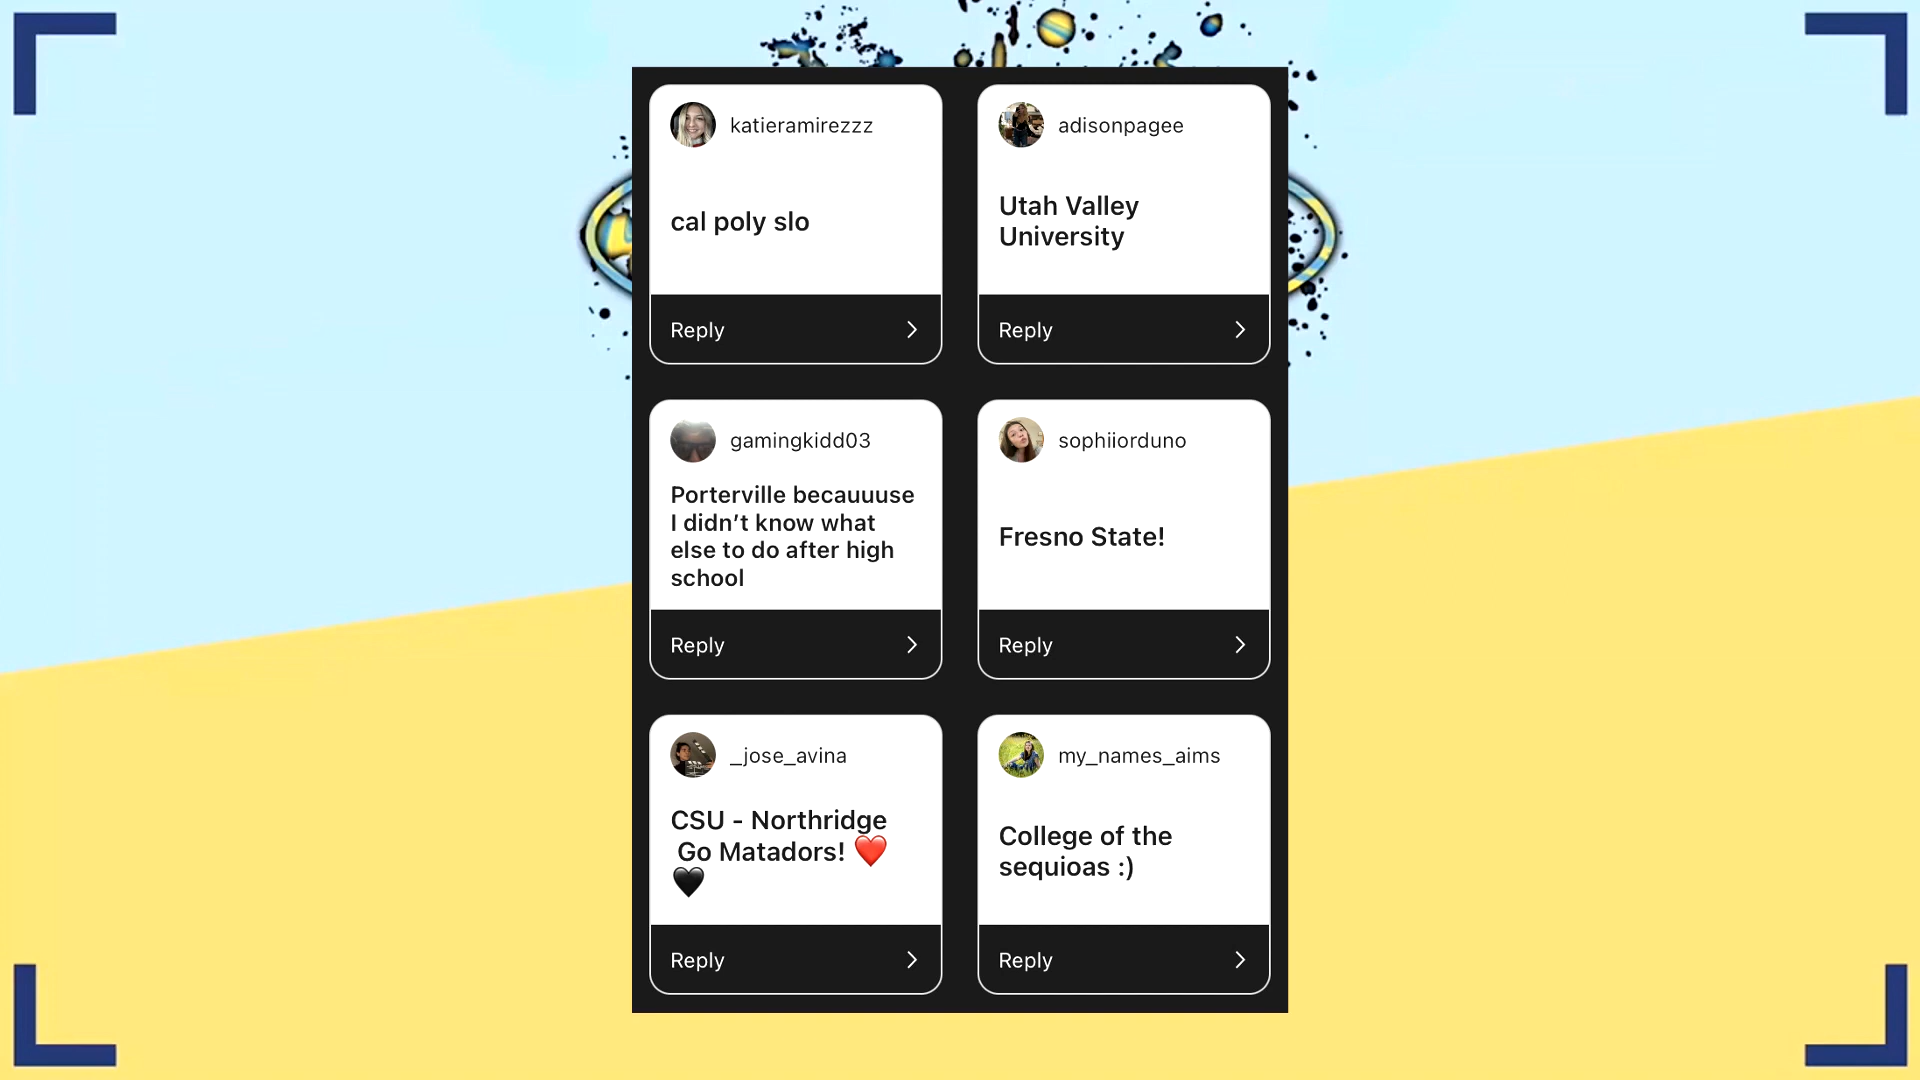 katieramirezzz
cal poly slo
Reply
adisonpagee
Utah Valley
University
Reply
gamingkidd03
Porterville becauuuse
I didn’t know what
else to do after high
school
Reply
sophiiorduno
Fresno State!
Reply
_jose_avina
CSU - Northridge
Go Matadors! ❤️
🖤
Reply
my_names_aims
College of the
sequioas :)
Reply